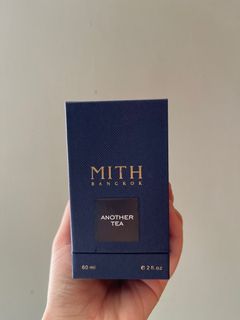 MITH
BANGKOK
ANOTHER
TEA
60 ml
℮ 2 fl.oz